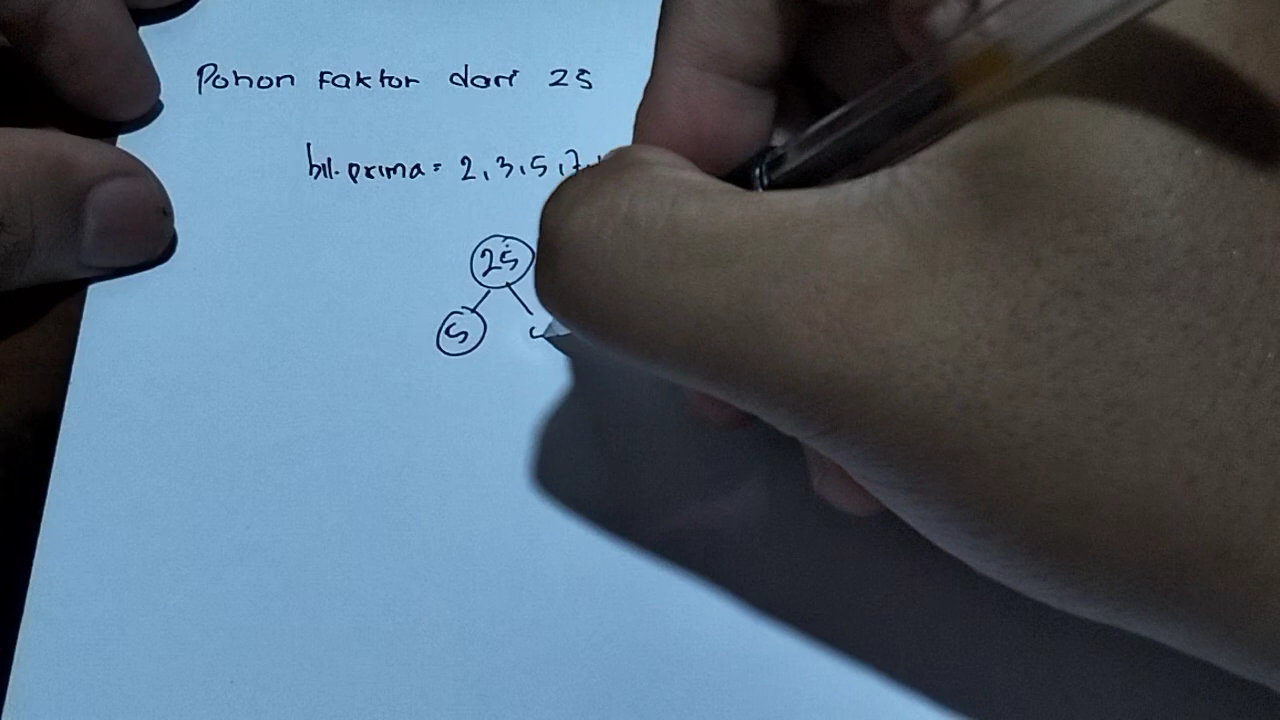 Pohon Faktor dari 25
bil. prima = 2, 3, 5, 7,
25
5